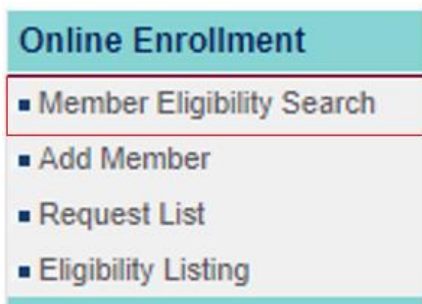 Online Enrollment
Member Eligibility Search
Add Member
Request List
Eligibility Listing